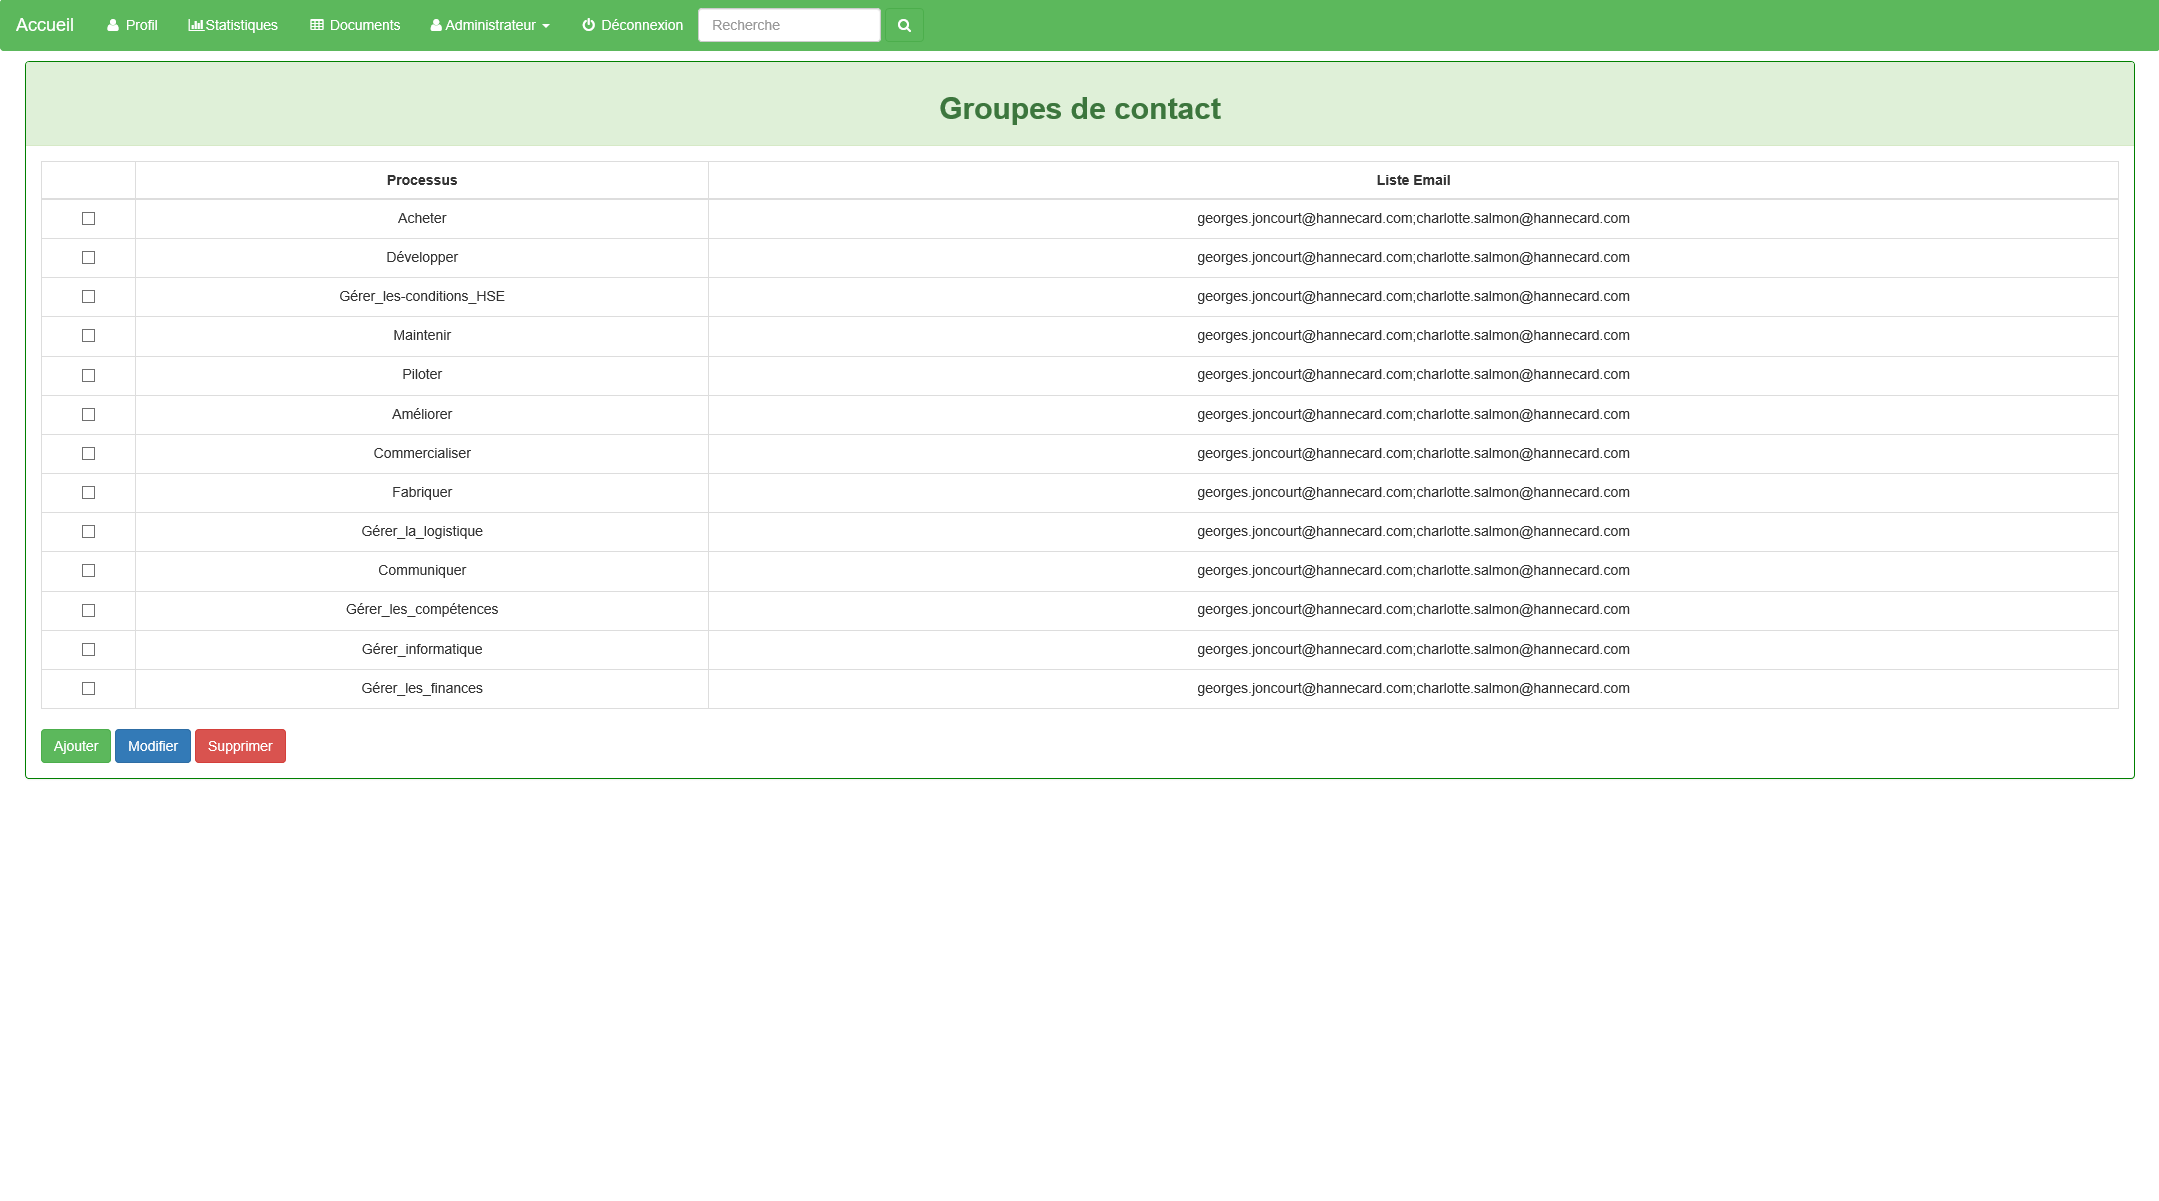 Accueil Profil Statistiques Documents Administrateur Déconnexion Recherche
Groupes de contact
Processus Liste Email
Acheter georges.joncourt@hannecard.com;charlotte.salmon@hannecard.com
Développer georges.joncourt@hannecard.com;charlotte.salmon@hannecard.com
Gérer_les-conditions_HSE georges.joncourt@hannecard.com;charlotte.salmon@hannecard.com
Maintenir georges.joncourt@hannecard.com;charlotte.salmon@hannecard.com
Piloter georges.joncourt@hannecard.com;charlotte.salmon@hannecard.com
Améliorer georges.joncourt@hannecard.com;charlotte.salmon@hannecard.com
Commercialiser georges.joncourt@hannecard.com;charlotte.salmon@hannecard.com
Fabriquer georges.joncourt@hannecard.com;charlotte.salmon@hannecard.com
Gérer_la_logistique georges.joncourt@hannecard.com;charlotte.salmon@hannecard.com
Communiquer georges.joncourt@hannecard.com;charlotte.salmon@hannecard.com
Gérer_les_compétences georges.joncourt@hannecard.com;charlotte.salmon@hannecard.com
Gérer_informatique georges.joncourt@hannecard.com;charlotte.salmon@hannecard.com
Gérer_les_finances georges.joncourt@hannecard.com;charlotte.salmon@hannecard.com
Ajouter Modifier Supprimer